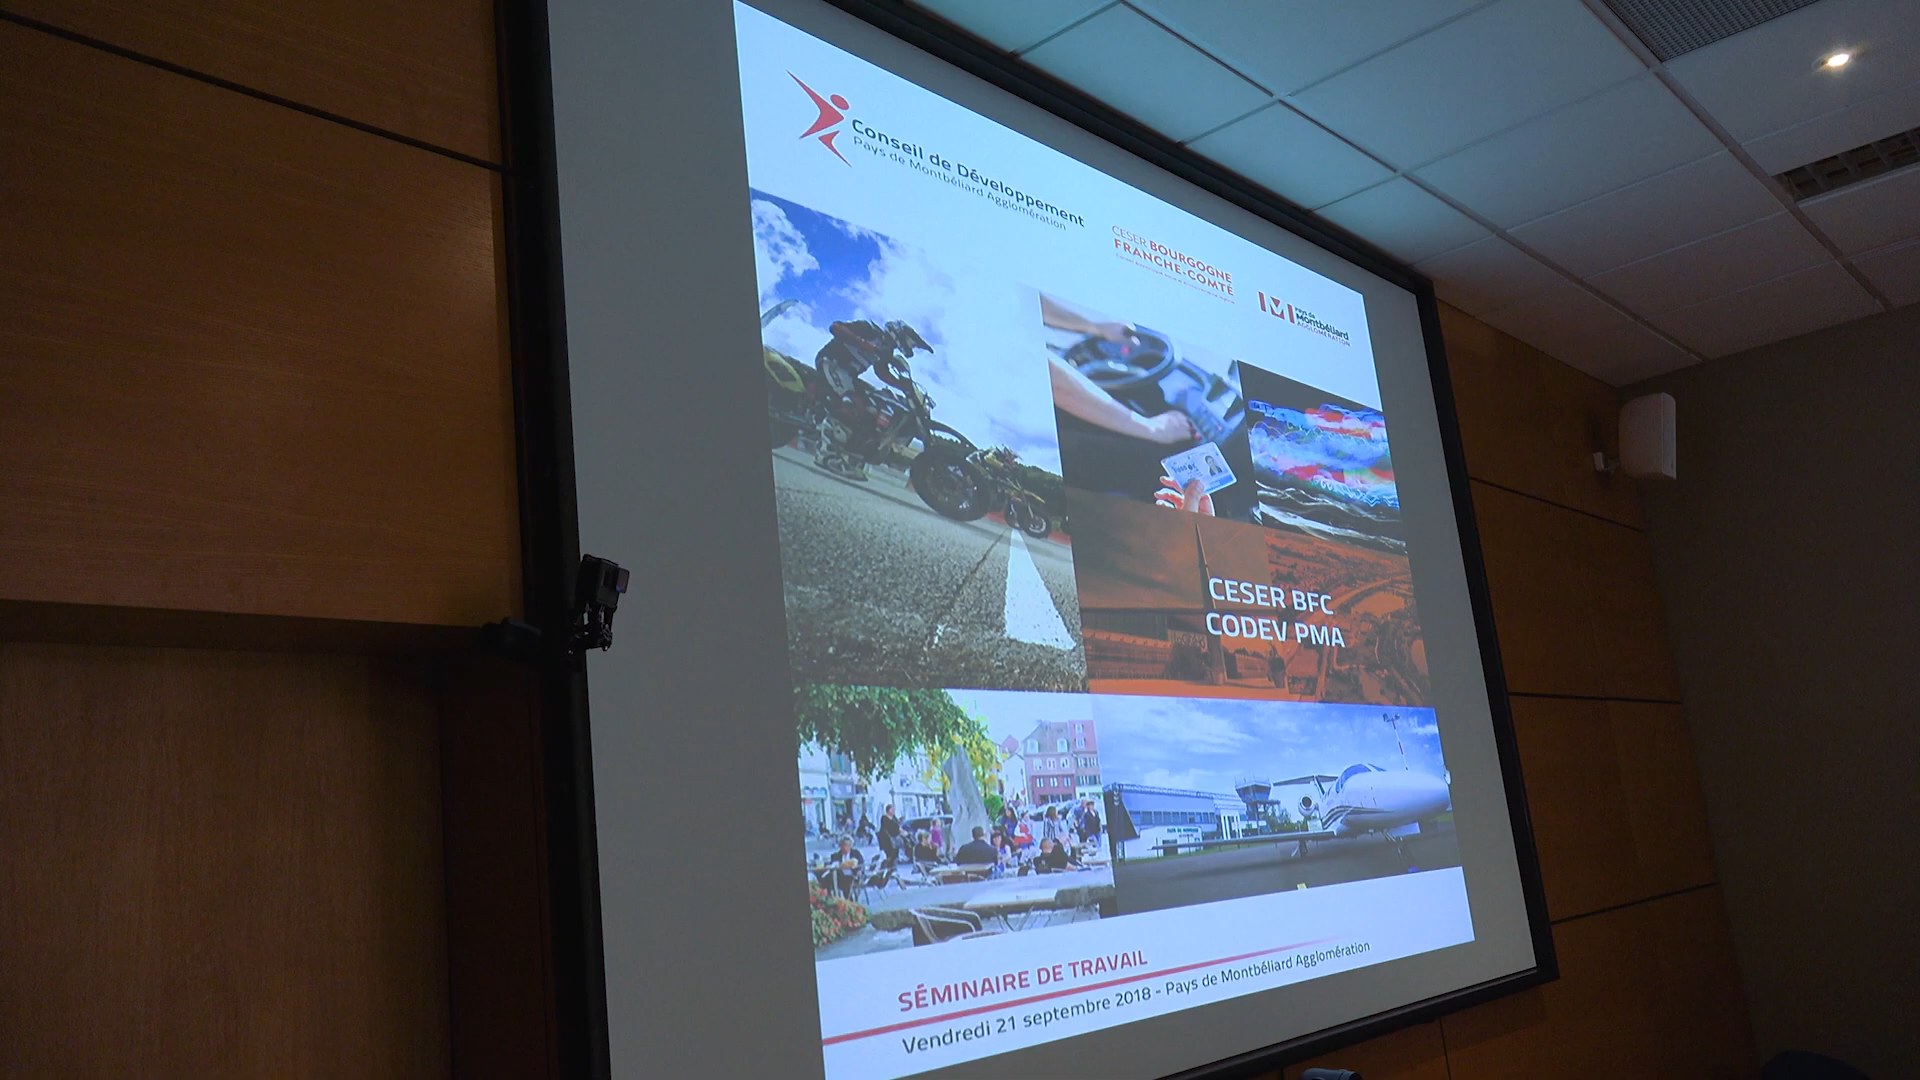 Conseil de Développement
Pays de Montbéliard Agglomération
CESER BOURGOGNE
FRANCHE-COMTÉ
Pays de
Montbéliard
AGGLOMÉRATION
CESER BFC
CODEV PMA
SÉMINAIRE DE TRAVAIL
Vendredi 21 septembre 2018 - Pays de Montbéliard Agglomération